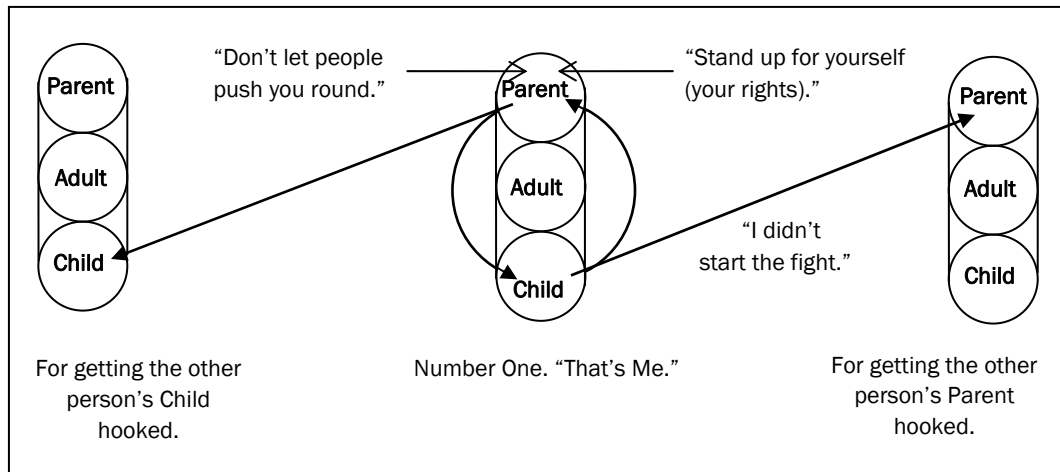 Parent
Adult
Child
For getting the other
person’s Child
hooked.
“Don’t let people
push you round.”
“Stand up for yourself
(your rights).”
Parent
Adult
Child
Number One. “That’s Me.”
“I didn’t
start the fight.”
Parent
Adult
Child
For getting the other
person’s Parent
hooked.